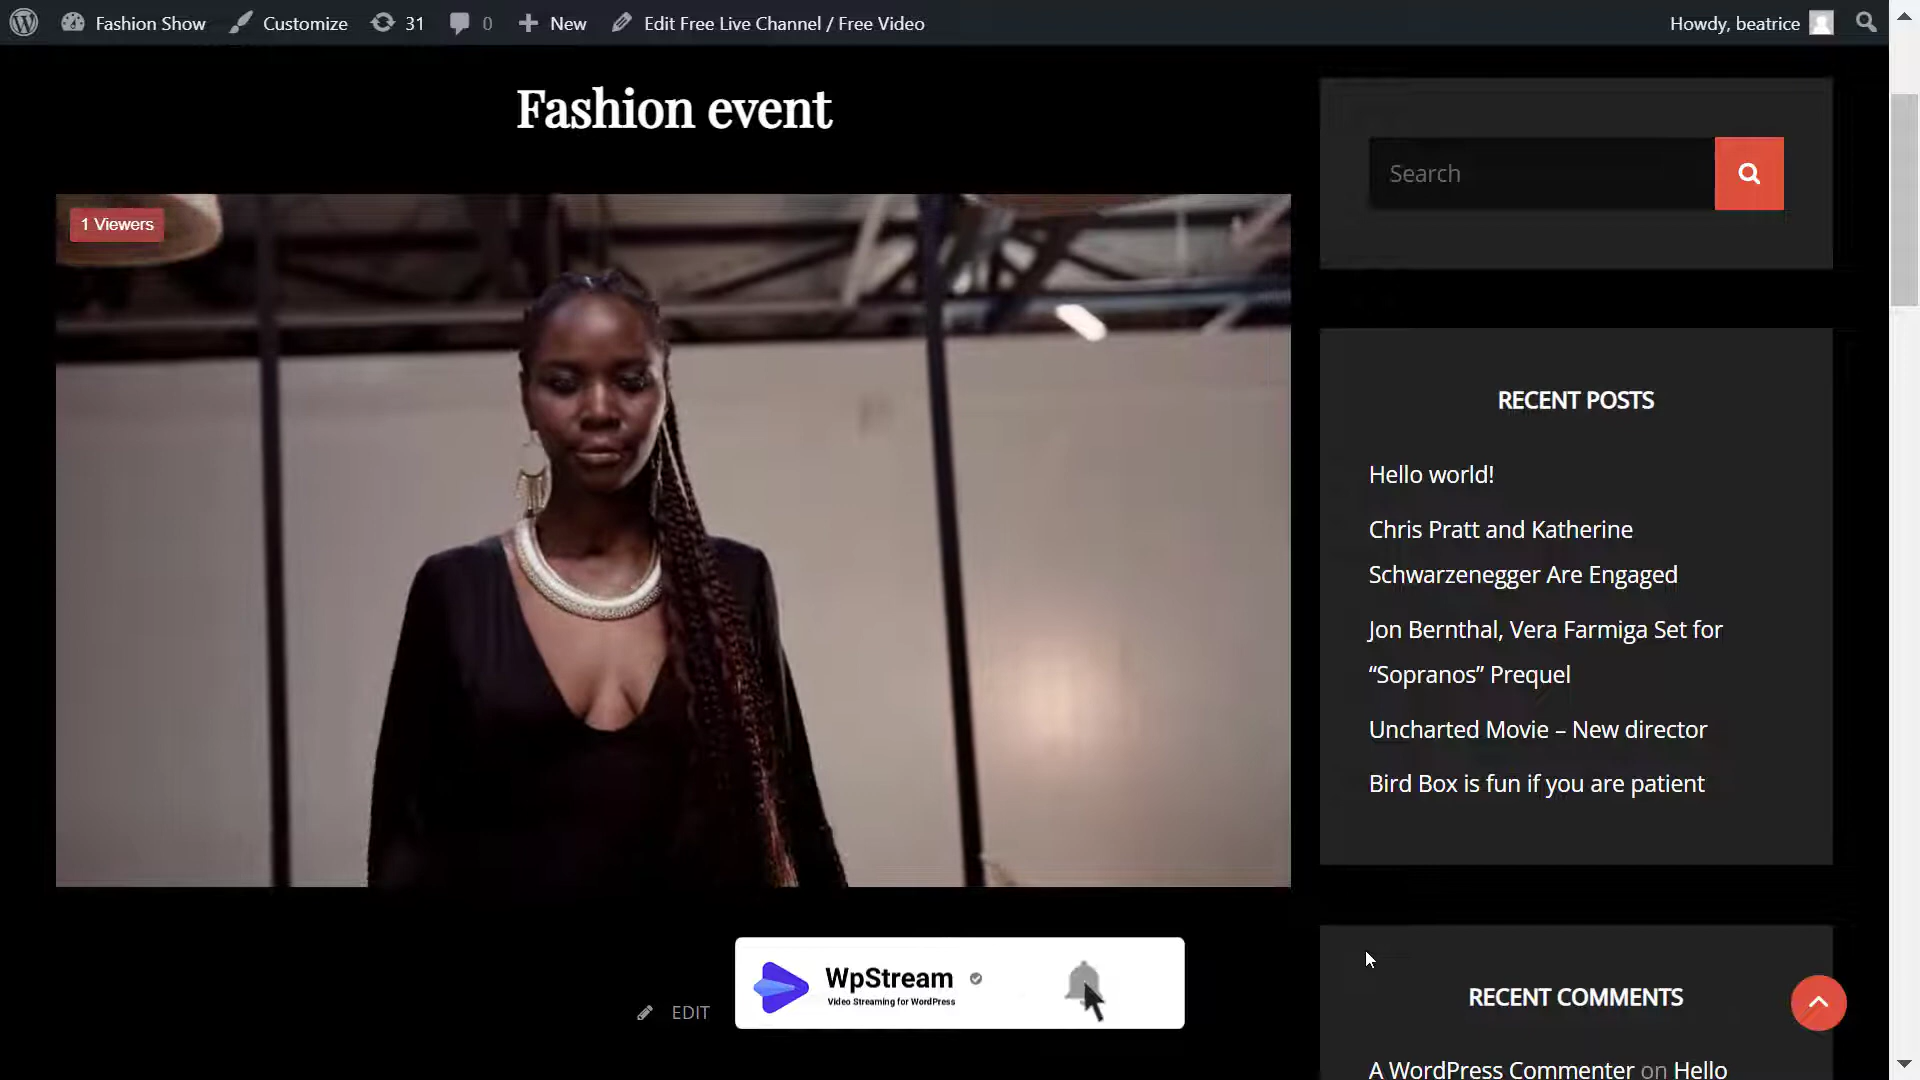 Fashion Show Customize 31 0 New Edit Free Live Channel / Free Video Howdy, beatrice
Fashion event
1 Viewers
EDIT
WpStream
Video Streaming for WordPress
Search
RECENT POSTS
Hello world!
Chris Pratt and Katherine
Schwarzenegger Are Engaged
Jon Bernthal, Vera Farmiga Set for
“Sopranos” Prequel
Uncharted Movie – New director
Bird Box is fun if you are patient
RECENT COMMENTS
A WordPress Commenter on Hello